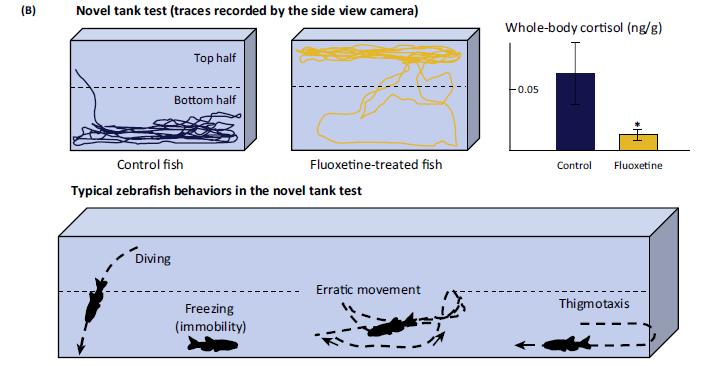 (B)
Novel tank test (traces recorded by the side view camera)
Whole-body cortisol (ng/g)
Top half
Bottom half
0.05
*
Control fish
Fluoxetine-treated fish
Control
Fluoxetine
Typical zebrafish behaviors in the novel tank test
Diving
Freezing
(immobility)
Erratic movement
Thigmotaxis